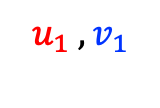 u₁ , v₁